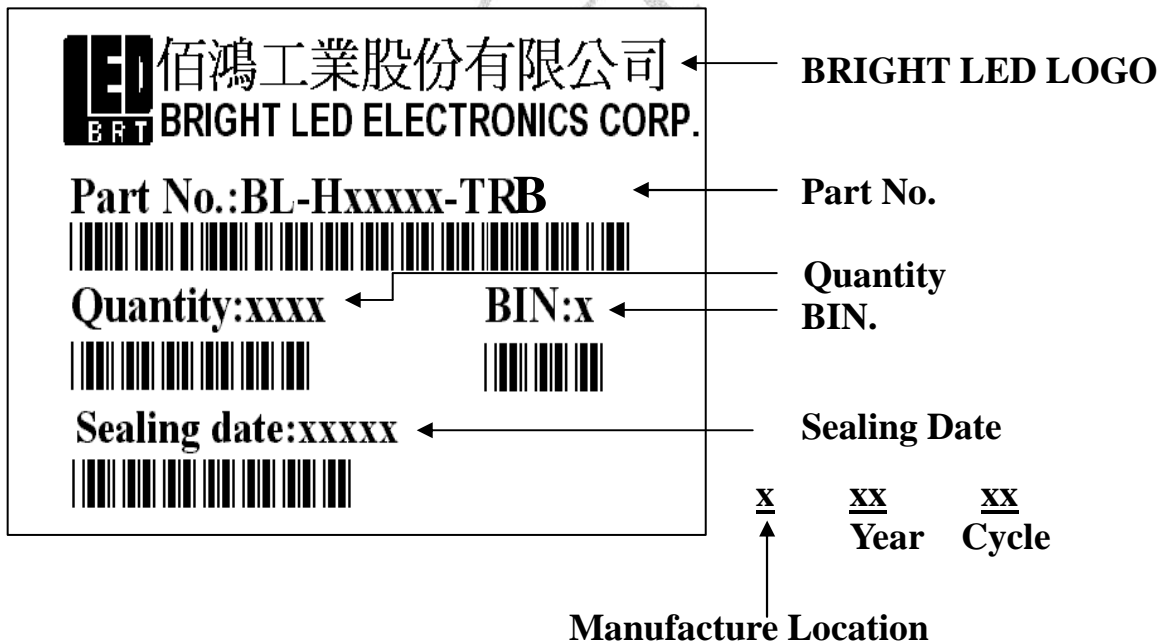 LED
BRT
佰鴻工業股份有限公司
BRIGHT LED ELECTRONICS CORP.
BRIGHT LED LOGO
Part No.:BL-Hxxxxx-TRB
Part No.
Quantity:xxxx
BIN:x
Quantity
BIN.
Sealing date:xxxxx
Sealing Date
x xx xx
Year Cycle
Manufacture Location